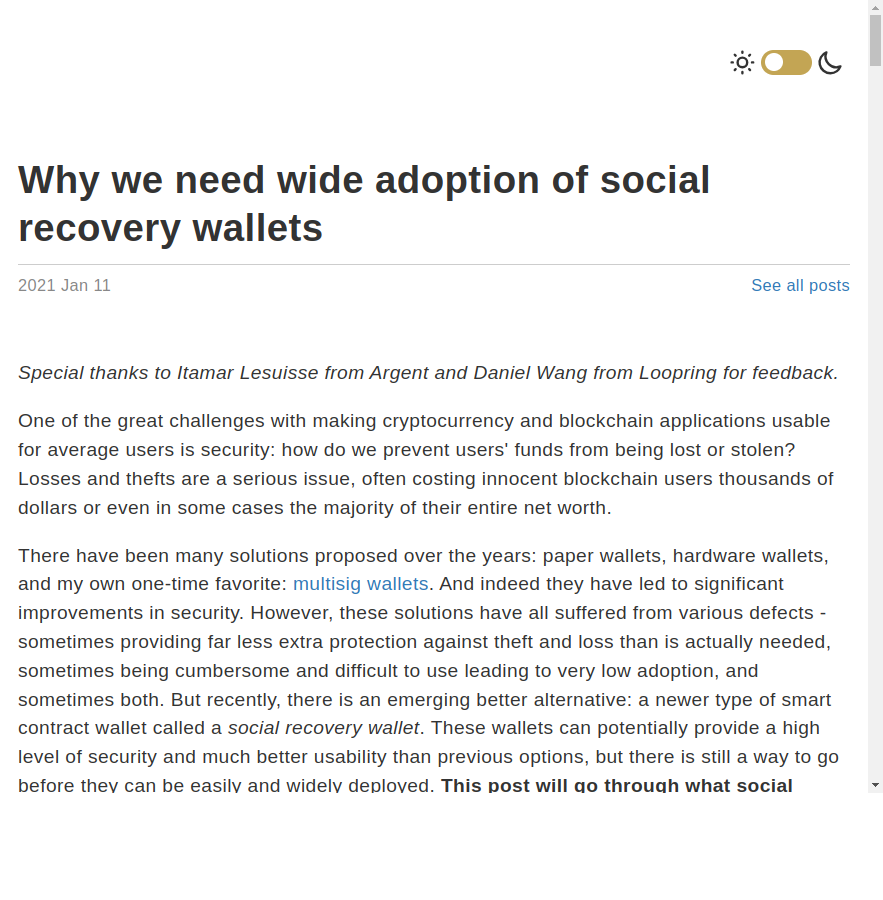 Why we need wide adoption of social
recovery wallets
2021 Jan 11
See all posts
Special thanks to Itamar Lesuisse from Argent and Daniel Wang from Loopring for feedback.
One of the great challenges with making cryptocurrency and blockchain applications usable
for average users is security: how do we prevent users' funds from being lost or stolen?
Losses and thefts are a serious issue, often costing innocent blockchain users thousands of
dollars or even in some cases the majority of their entire net worth.
There have been many solutions proposed over the years: paper wallets, hardware wallets,
and my own one-time favorite: multisig wallets. And indeed they have led to significant
improvements in security. However, these solutions have all suffered from various defects -
sometimes providing far less extra protection against theft and loss than is actually needed,
sometimes being cumbersome and difficult to use leading to very low adoption, and
sometimes both. But recently, there is an emerging better alternative: a newer type of smart
contract wallet called a social recovery wallet. These wallets can potentially provide a high
level of security and much better usability than previous options, but there is still a way to go
before they can be easily and widely deployed. This post will go through what social